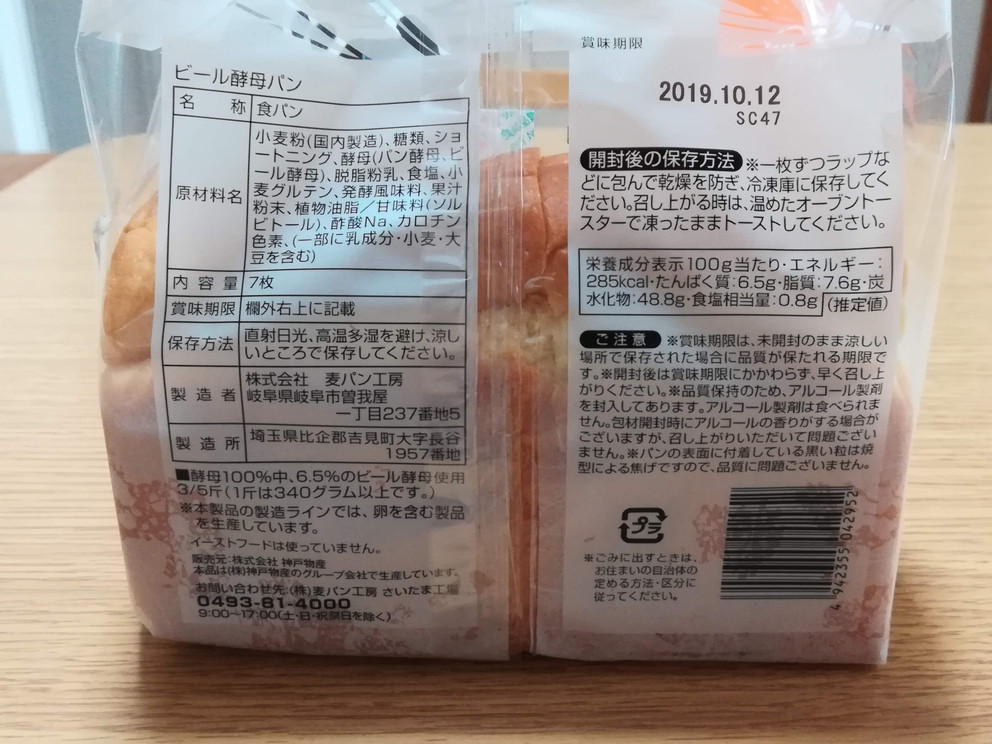 ビール酵母パン
名 称 食パン
原材料名
小麦粉(国内製造)、糖類、ショ
ートニング、酵母(パン酵母、ビ
ール酵母)、脱脂粉乳、食塩、小
麦グルテン、発酵風味料、果汁
粉末、植物油脂/甘味料(ソル
ビトール)、酢酸Na、カロチン
色素、(一部に乳成分・小麦・大
豆を含む)
内 容 量 7枚
賞味期限 欄外右上に記載
保存方法
直射日光、高温多湿を避け、涼し
いところで保存してください。
製 造 者
株式会社 麦パン工房
岐阜県岐阜市曽我屋
一丁目237番地5
製 造 所
埼玉県比企郡吉見町大字長谷
1957番地
■酵母100%中、6.5%のビール酵母使用
3/5斤(1斤は340グラム以上です。)
※本製品の製造ラインでは、卵を含む製品
を生産しています。
イーストフードは使っていません。
販売元:株式会社 神戸物産
本品は(株)神戸物産のグループ会社で生産しています。
お問い合わせ先:(株)麦パン工房 さいたま工場
0493-81-4000
9:00~17:00(土・日・祝祭日を除く)
賞味期限
2019.10.12
SC47
開封後の保存方法 ※一枚ずつラップな
どに包んで乾燥を防ぎ、冷凍庫に保存してく
ださい。召し上がる時は、温めたオーブントー
スターで凍ったままトーストしてください。
栄養成分表示100g当たり・エネルギー:
285kcal・たんぱく質:6.5g・脂質:7.6g・炭
水化物:48.8g・食塩相当量:0.8g (推定値)
ご注意 ※賞味期限は、未開封のまま涼しい
場所で保存された場合に品質が保たれる期限で
す。※開封後は賞味期限にかかわらず、早く召し上
がりください。※品質保持のため、アルコール製剤
を封入してあります。アルコール製剤は食べられま
せん。包材開封時にアルコールの香りがする場合が
ございますが、召し上がりいただいて問題ござい
ません。※パンの表面に付着している黒い粒は焼
型による焦げですので、品質に問題ございません。
プラ
※ごみに出すときは、
お住まいの自治体の
定める方法・区分に
従ってください。
4 942355 042952